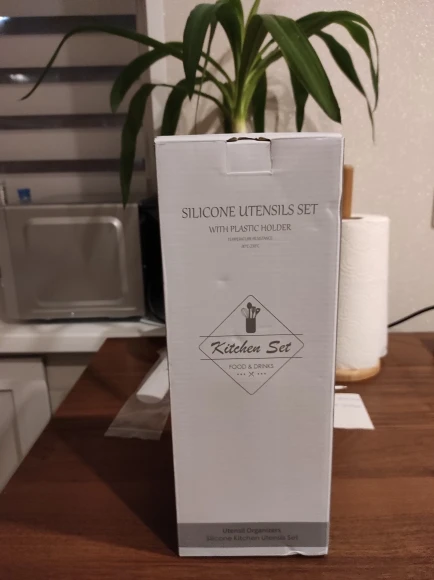 SILICONE UTENSILS SET
WITH PLASTIC HOLDER
Kitchen Set
FOOD & DRINKS
Utensil Organizers
Silicone Kitchen Utensils Set